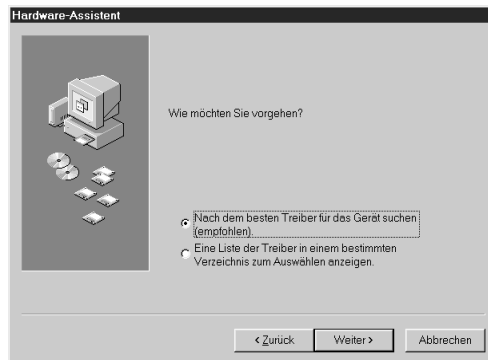 Hardware-Assistent
Wie möchten Sie vorgehen?
Nach dem besten Treiber für das Gerät suchen
(empfohlen).
Eine Liste der Treiber in einem bestimmten
Verzeichnis zum Auswählen anzeigen.
< Zurück Weiter > Abbrechen